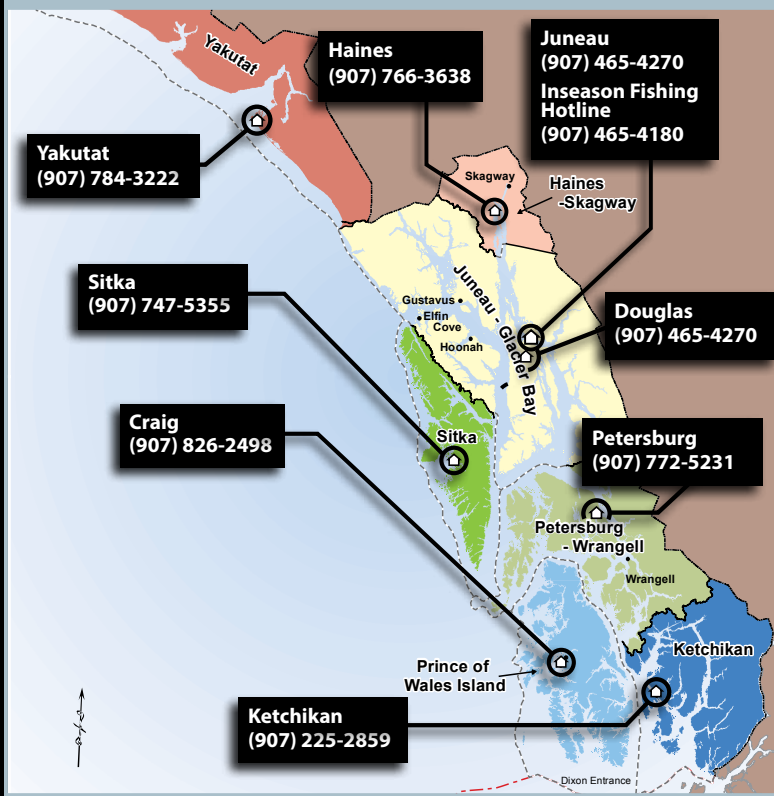 Yakutat
Haines
(907) 766-3638
Juneau
(907) 465-4270
Inseason Fishing
Hotline
(907) 465-4180
Yakutat
(907) 784-3222
Skagway
Haines
-Skagway
Sitka
(907) 747-5355
Juneau - Glacier Bay
Gustavus
Elfin
Cove
Hoonah
Douglas
(907) 465-4270
Craig
(907) 826-2498
Sitka
Petersburg
(907) 772-5231
Petersburg
- Wrangell
Wrangell
Ketchikan
Prince of
Wales Island
Ketchikan
(907) 225-2859
Dixon Entrance